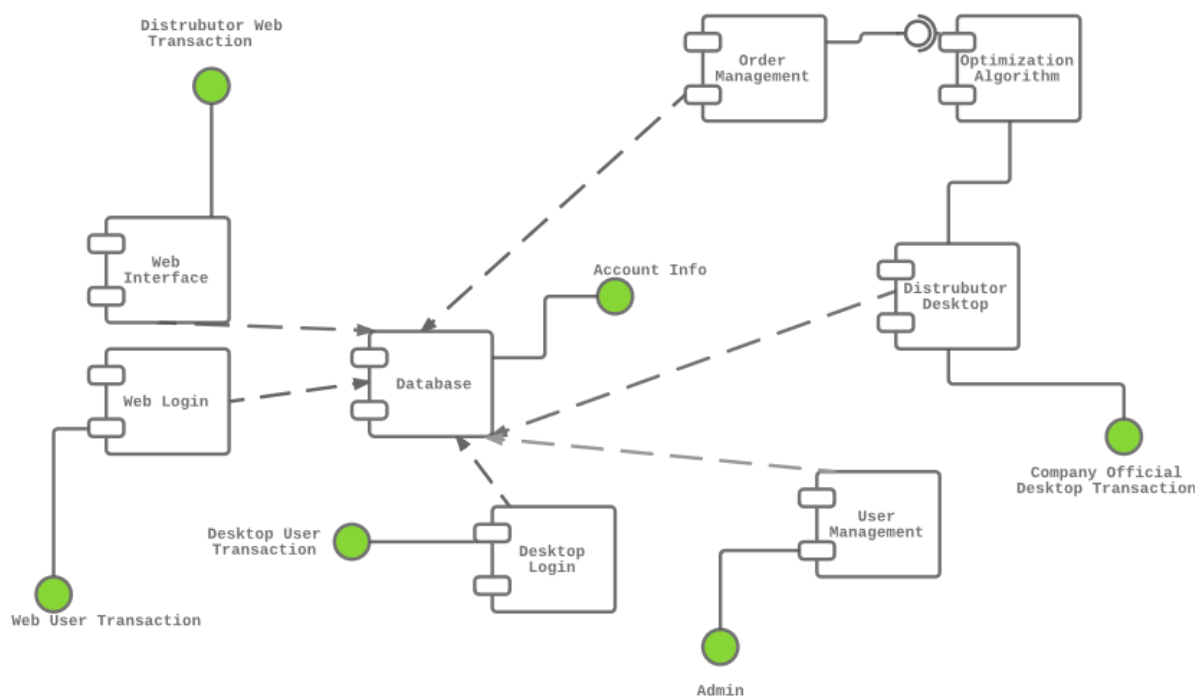 Distrubutor Web
Transaction
Order
Management
Optimization
Algorithm
Web
Interface
Account Info
Distrubutor
Desktop
Database
Web Login
Company Official
Desktop Transaction
User
Management
Desktop User
Transaction
Desktop
Login
Web User Transaction
Admin